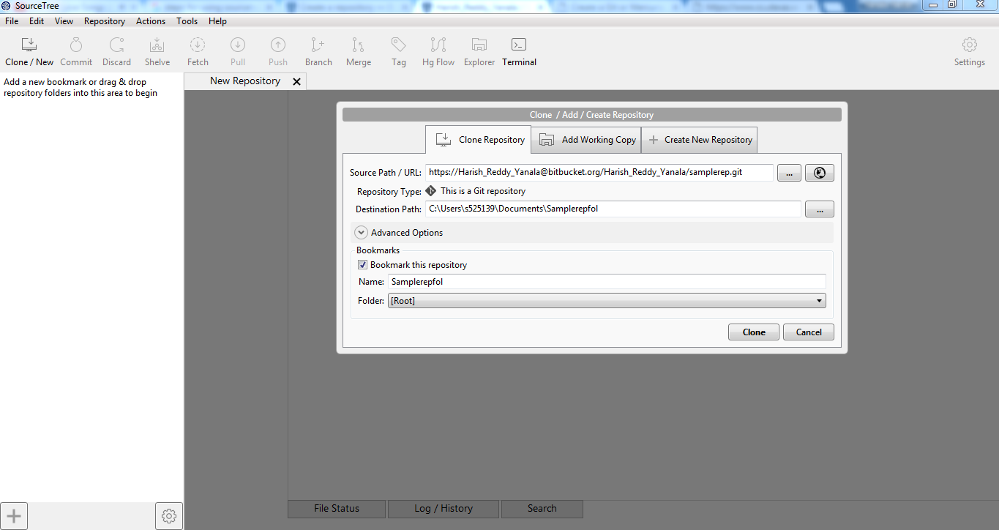 SourceTree
File Edit View Repository Actions Tools Help
Clone / New Commit Discard Shelve Fetch Pull Push Branch Merge Tag Hg Flow Explorer Terminal Settings
Add a new bookmark or drag & drop
repository folders into this area to begin
New Repository
Clone / Add / Create Repository
Clone Repository Add Working Copy Create New Repository
Source Path / URL: https://Harish_Reddy_Yanala@bitbucket.org/Harish_Reddy_Yanala/samplerep.git ...
Repository Type: This is a Git repository
Destination Path: C:\Users\s525139\Documents\Samplerepfol ...
Advanced Options
Bookmarks
Bookmark this repository
Name: Samplerepfol
Folder: [Root]
Clone Cancel
File Status Log / History Search